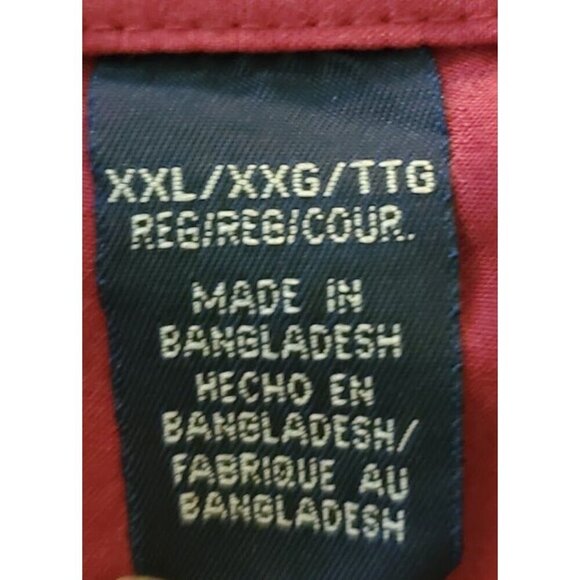 XXL/XXG/TTG
REG/REG/COUR.
MADE IN
BANGLADESH
HECHO EN
BANGLADESH/
FABRIQUE AU
BANGLADESH